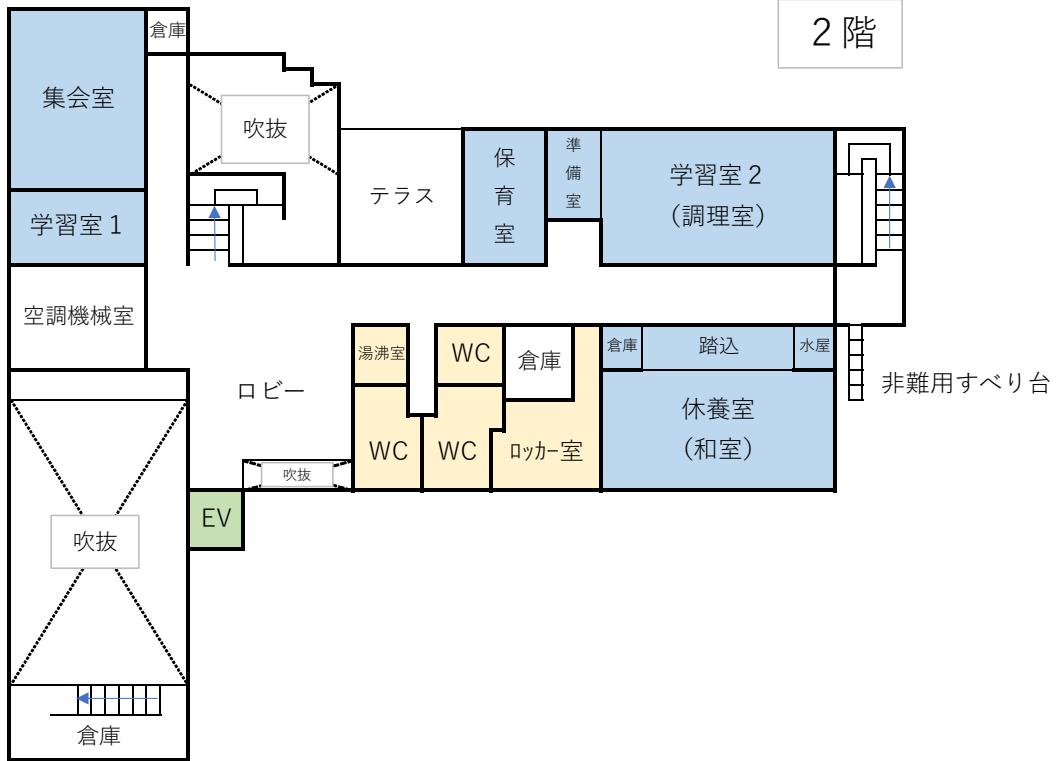 2階
倉庫
集会室
吹抜
保育室
準備室
学習室2
(調理室)
テラス
学習室1
空調機械室
湯沸室
WC
倉庫
倉庫
踏込
水屋
非難用すべり台
ロビー
休養室
(和室)
WC
WC
ロッカー室
吹抜
EV
吹抜
倉庫